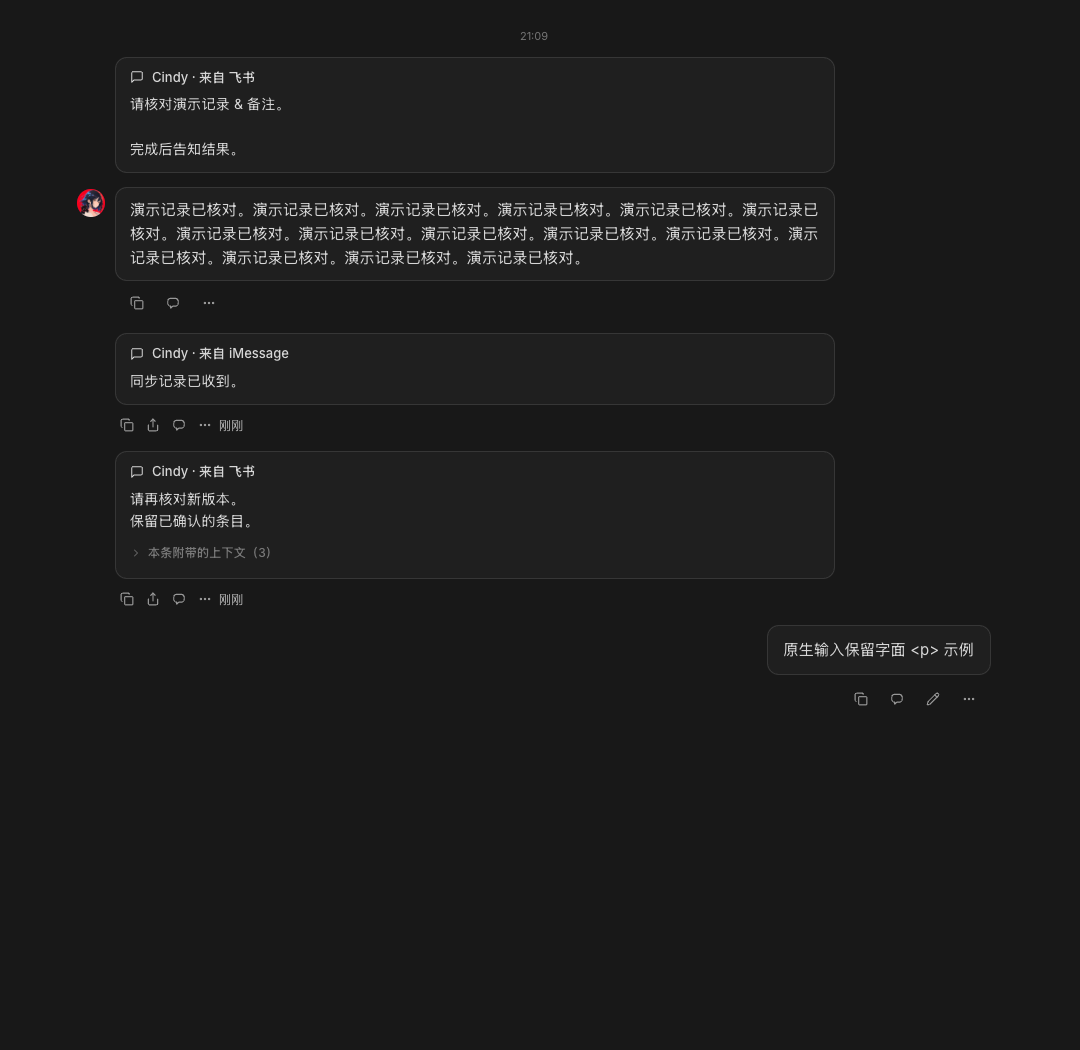 21:09
Cindy · 来自 飞书
请核对演示记录 & 备注。
完成后告知结果。
演示记录已核对。演示记录已核对。演示记录已核对。演示记录已核对。演示记录已核对。演示记录已
核对。演示记录已核对。演示记录已核对。演示记录已核对。演示记录已核对。演示记录已核对。演示
记录已核对。演示记录已核对。演示记录已核对。演示记录已核对。
Cindy · 来自 iMessage
同步记录已收到。
刚刚
Cindy · 来自 飞书
请再核对新版本。
保留已确认的条目。
本条附带的上下文（3）
刚刚
原生输入保留字面 <p> 示例